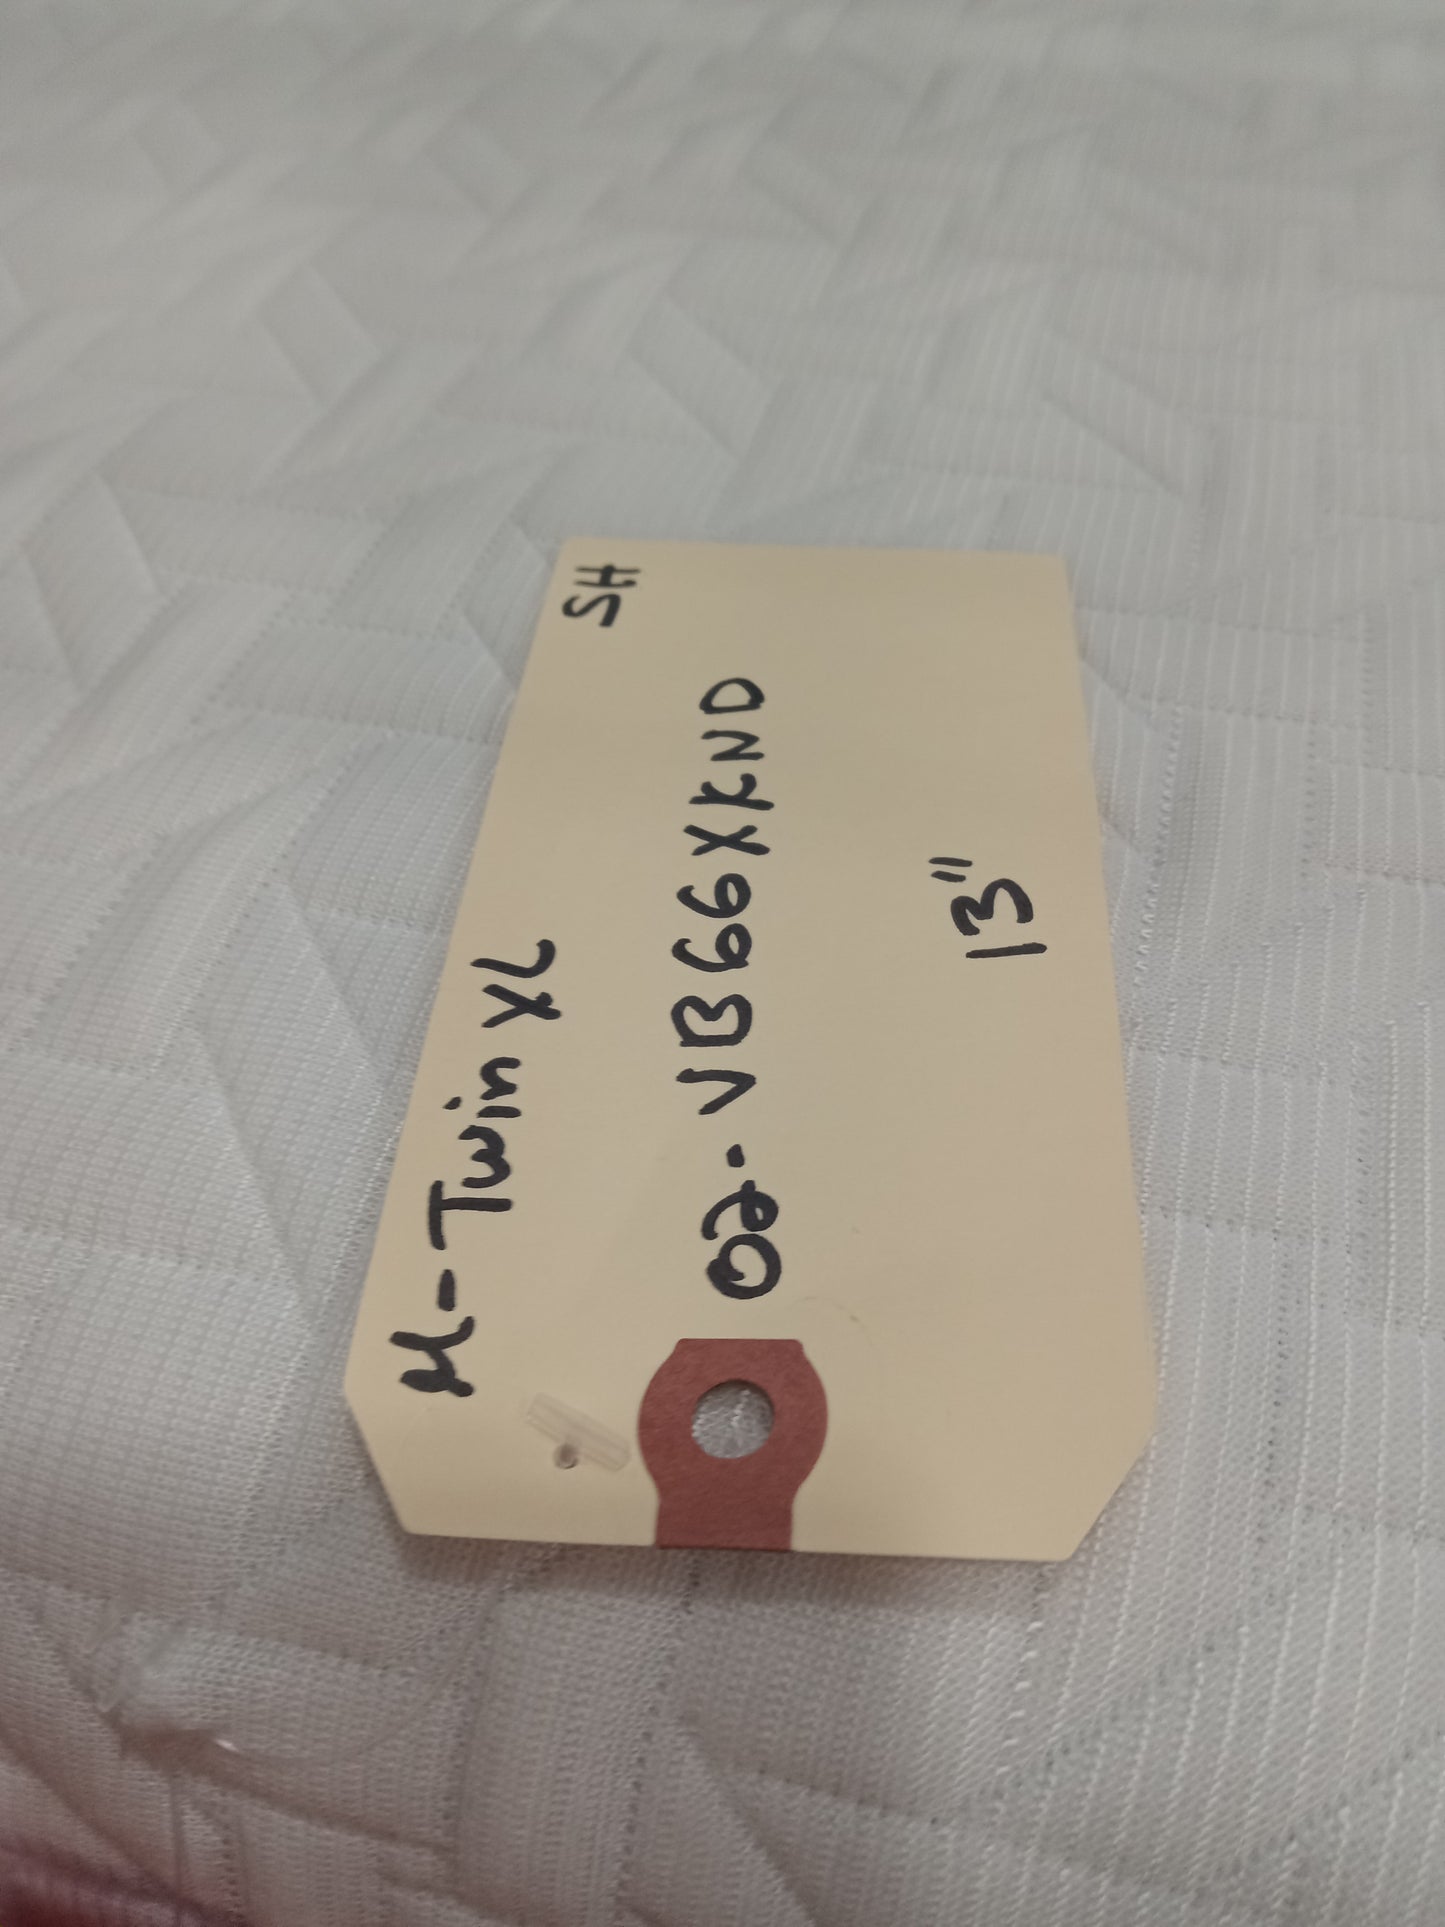 SH
M-Twin XL
02-VB66XKND
13"